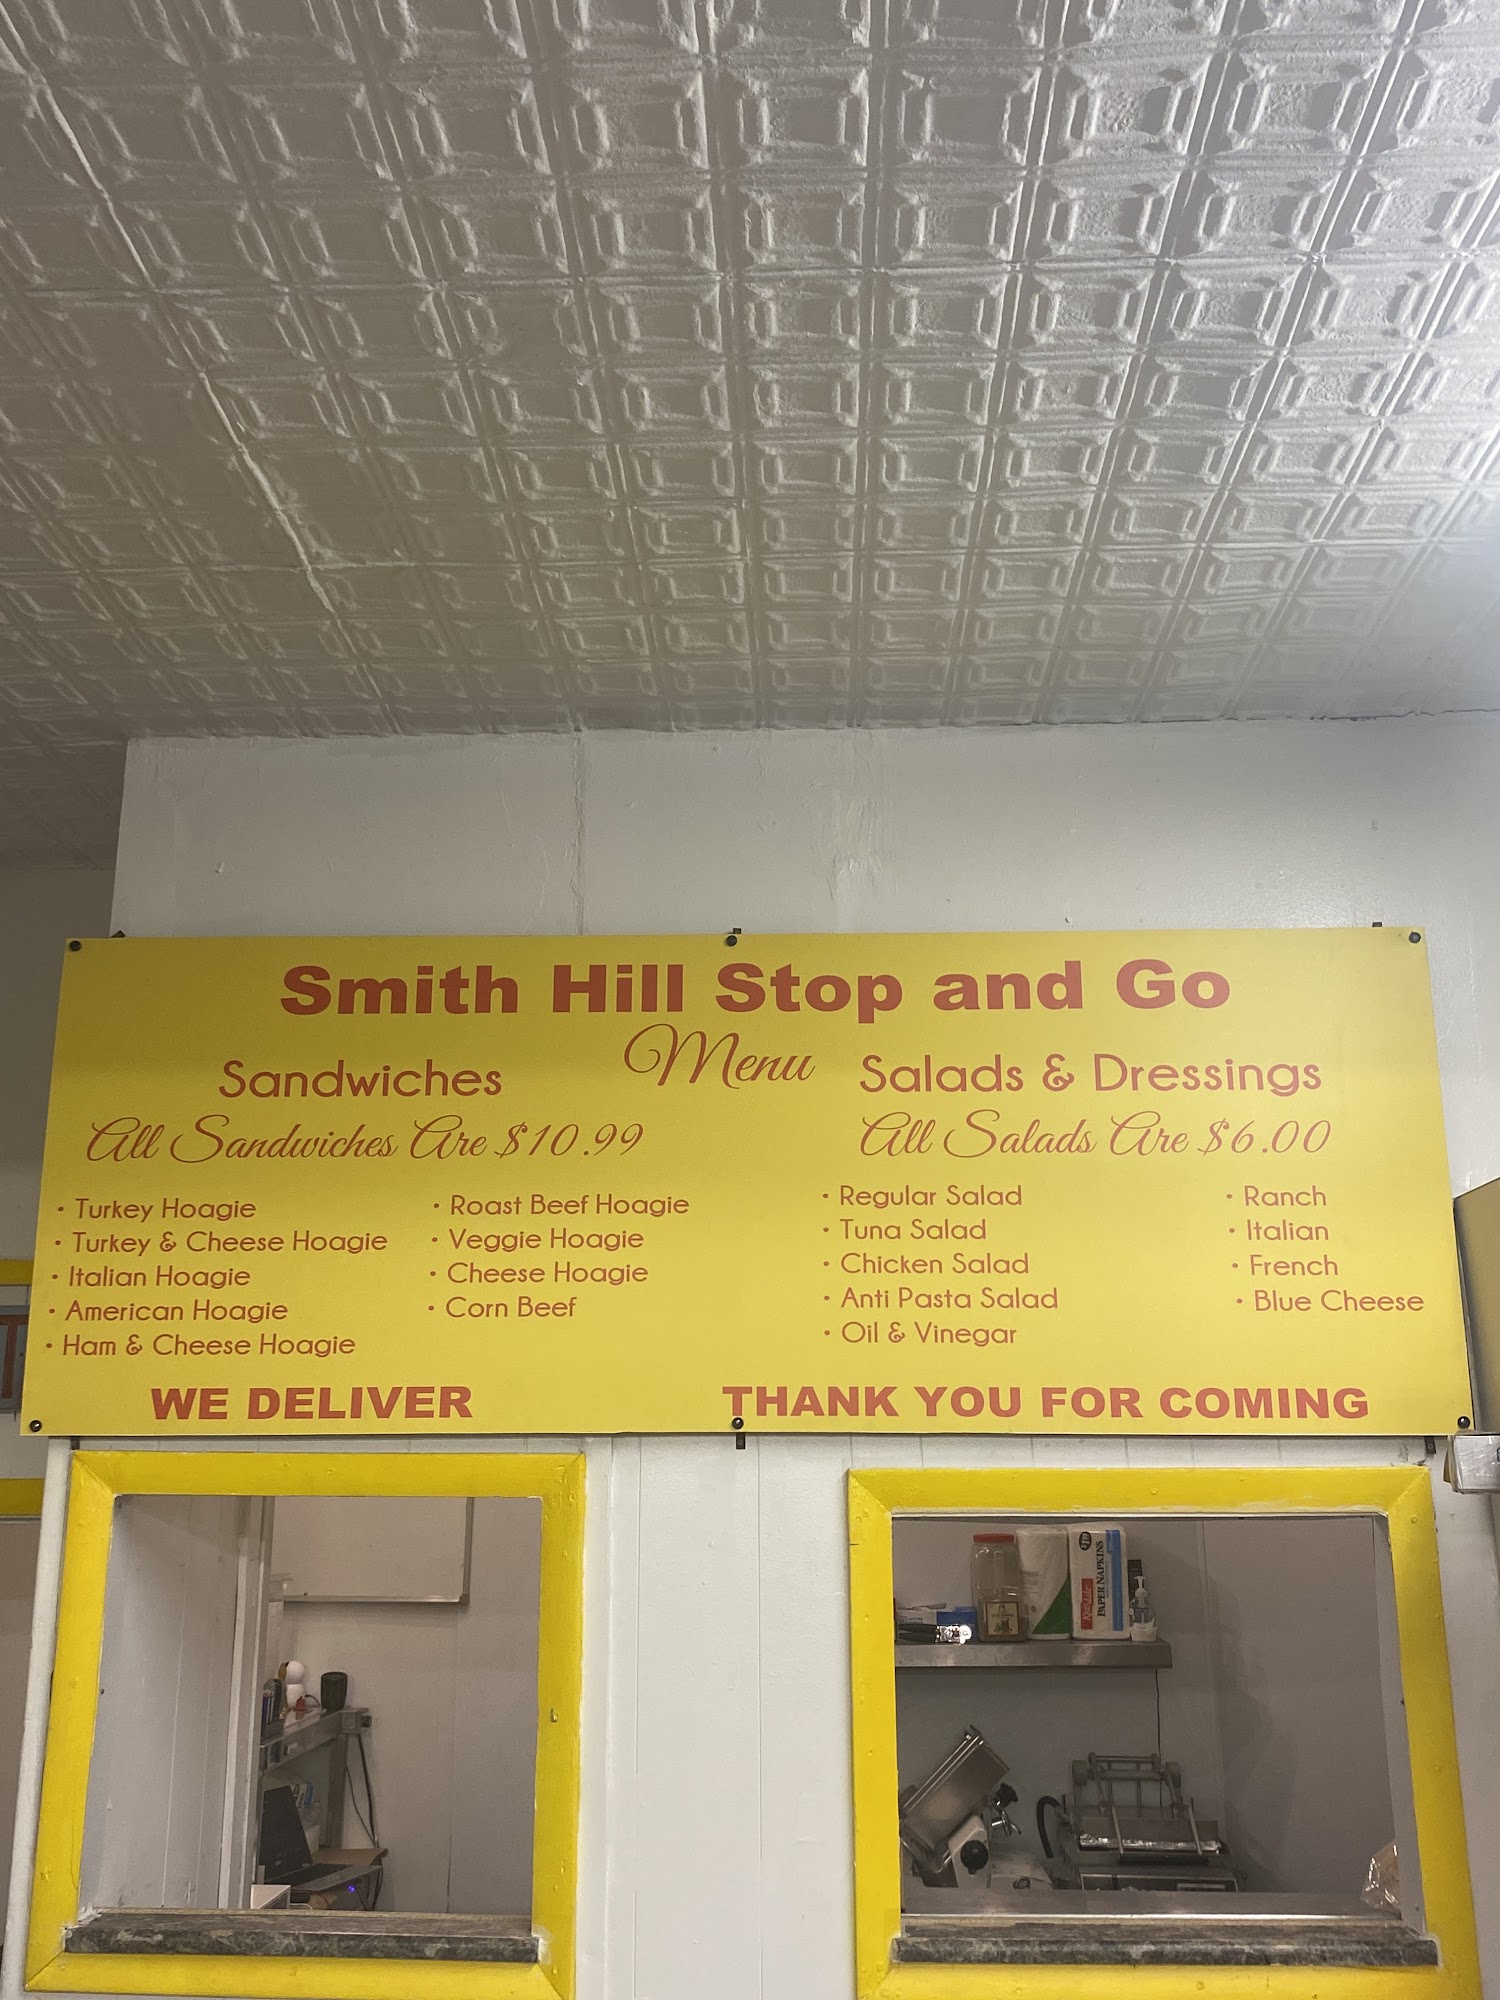 Smith Hill Stop and Go
Menu
Sandwiches
All Sandwiches Are $10.99
• Turkey Hoagie
• Turkey & Cheese Hoagie
• Italian Hoagie
• American Hoagie
• Ham & Cheese Hoagie
• Roast Beef Hoagie
• Veggie Hoagie
• Cheese Hoagie
• Corn Beef
Salads & Dressings
All Salads Are $6.00
• Regular Salad
• Tuna Salad
• Chicken Salad
• Anti Pasta Salad
• Oil & Vinegar
• Ranch
• Italian
• French
• Blue Cheese
WE DELIVER
THANK YOU FOR COMING
PAPER NAPKINS